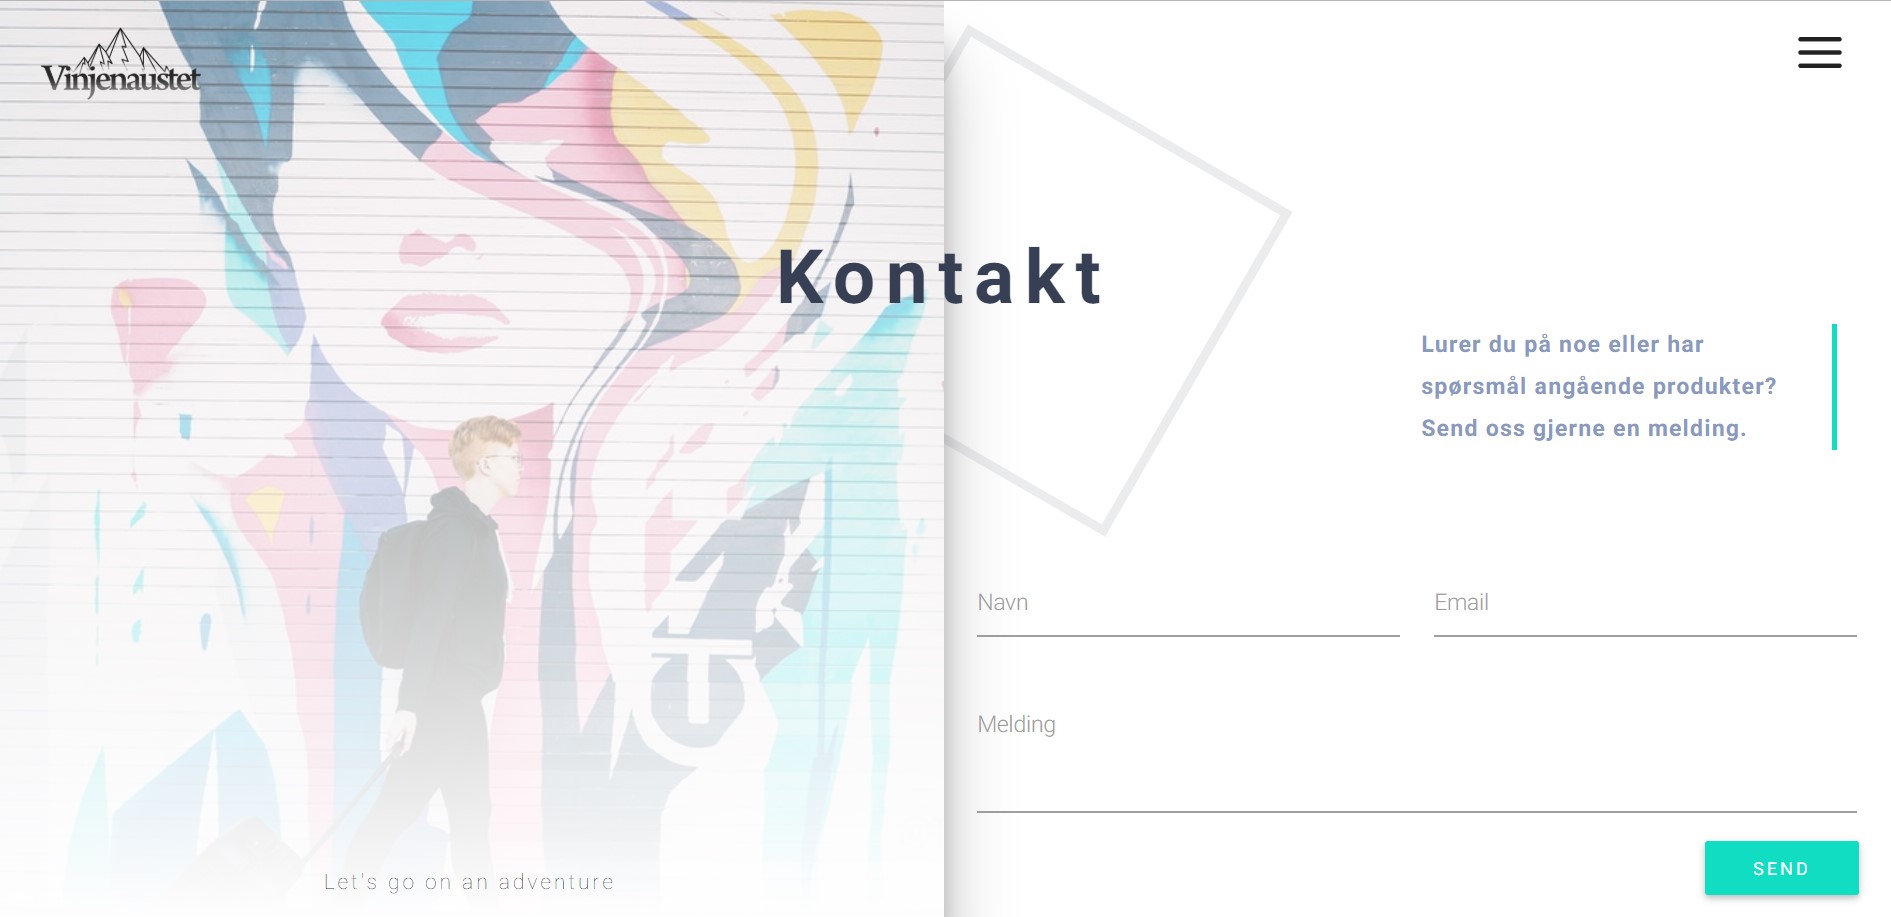 Vinjenaustet
Kontakt
Lurer du på noe eller har
spørsmål angående produkter?
Send oss gjerne en melding.
Navn
Email
Melding
SEND
Let's go on an adventure